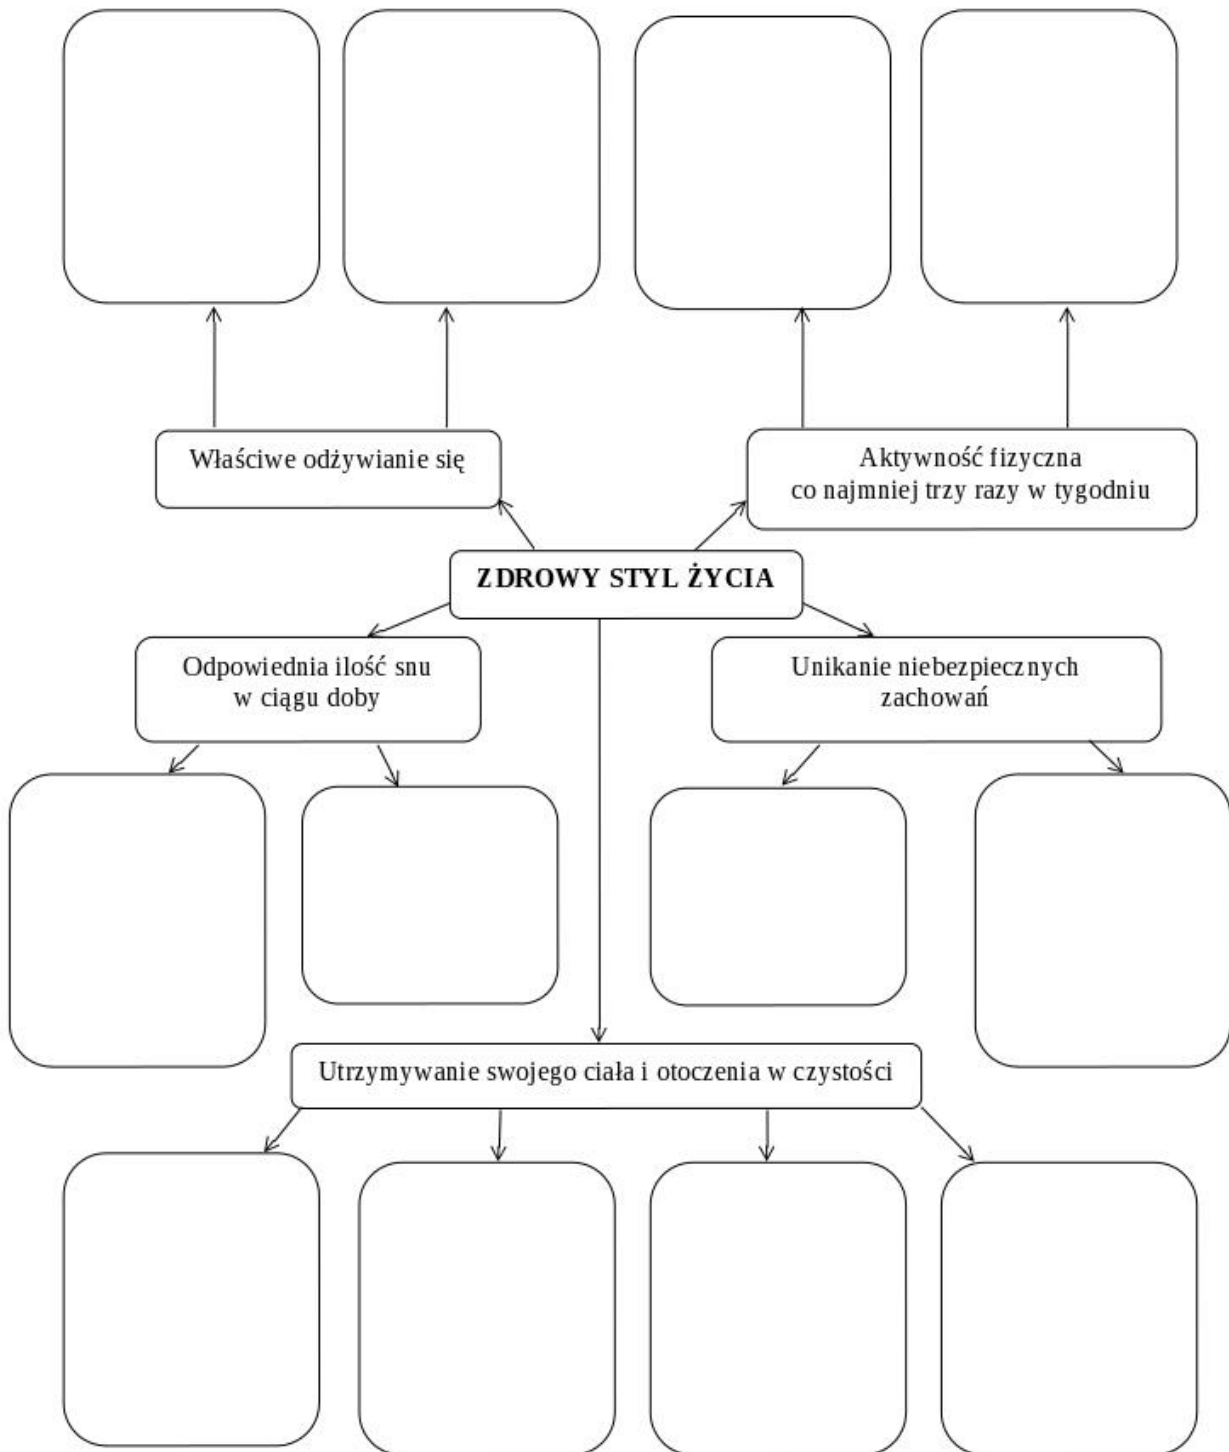 Właściwe odżywianie się
Aktywność fizyczna
co najmniej trzy razy w tygodniu
ZDROWY STYL ŻYCIA
Odpowiednia ilość snu
w ciągu doby
Unikanie niebezpiecznych
zachowań
Utrzymywanie swojego ciała i otoczenia w czystości